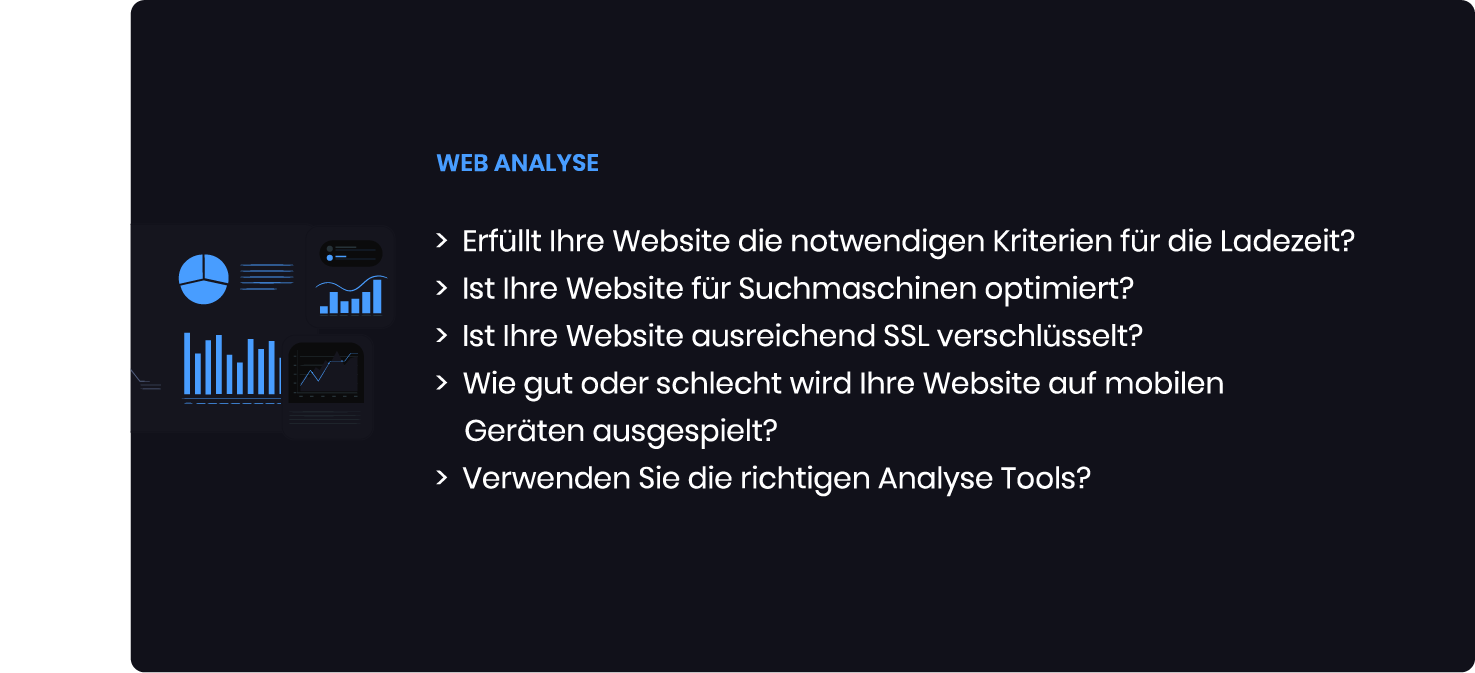 WEB ANALYSE
> Erfüllt Ihre Website die notwendigen Kriterien für die Ladezeit?
> Ist Ihre Website für Suchmaschinen optimiert?
> Ist Ihre Website ausreichend SSL verschlüsselt?
> Wie gut oder schlecht wird Ihre Website auf mobilen
Geräten ausgespielt?
> Verwenden Sie die richtigen Analyse Tools?